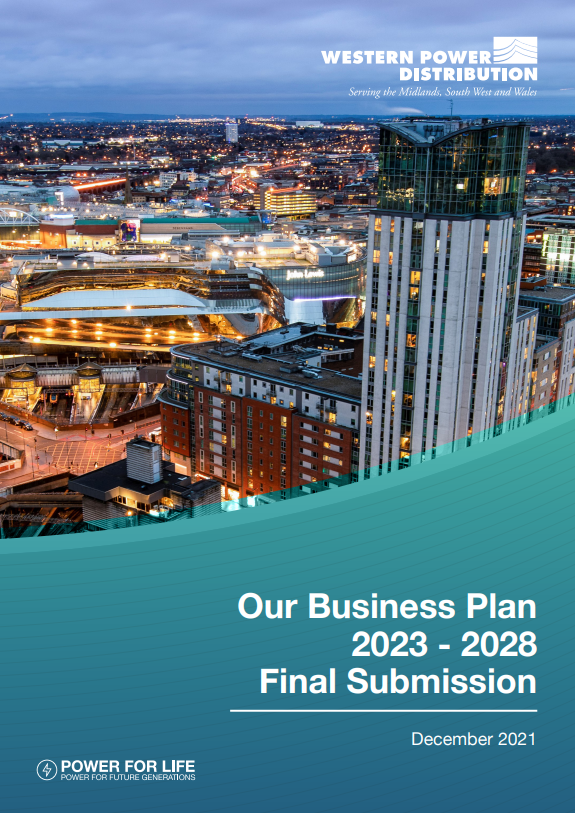 WESTERN POWER
DISTRIBUTION
Serving the Midlands, South West and Wales
John Lewis
Our Business Plan
2023 - 2028
Final Submission
December 2021
POWER FOR LIFE
POWER FOR FUTURE GENERATIONS